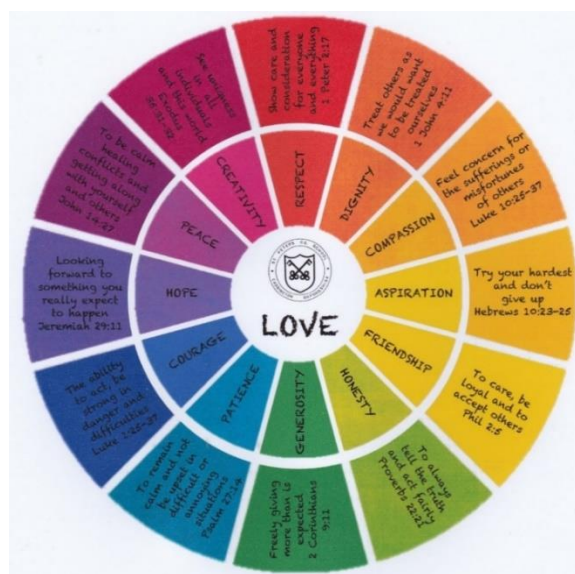 LOVE
RESPECT
Show care and
consideration
for everyone
and everything
1 Peter 2:17
DIGNITY
Treat others as
we would want
to be treated
ourselves
1 John 4:11
COMPASSION
Feel concern for
the sufferings or
misfortunes
of others
Luke 10:25-37
ASPIRATION
Try your hardest
and don't
give up
Hebrews 10:23-25
FRIENDSHIP
To care, be
loyal and to
accept others
Phil 2:5
HONESTY
To always
tell the truth
and act fairly
Proverbs 22:21
GENEROSITY
Freely giving
more than is
expected
2 Corinthians
9:11
PATIENCE
To remain
calm and not
be upset in
difficult or
annoying
situations
Psalm 27:14
COURAGE
The ability
to act, be
strong in
danger and
difficulties
Luke 1:25-37
HOPE
Looking
forward to
something you
really expect
to happen
Jeremiah 29:11
PEACE
To be calm
healing
conflicts and
getting along
with yourself
and others
John 14:27
CREATIVITY
See uniqueness
in all
individuals
and this world
Exodus